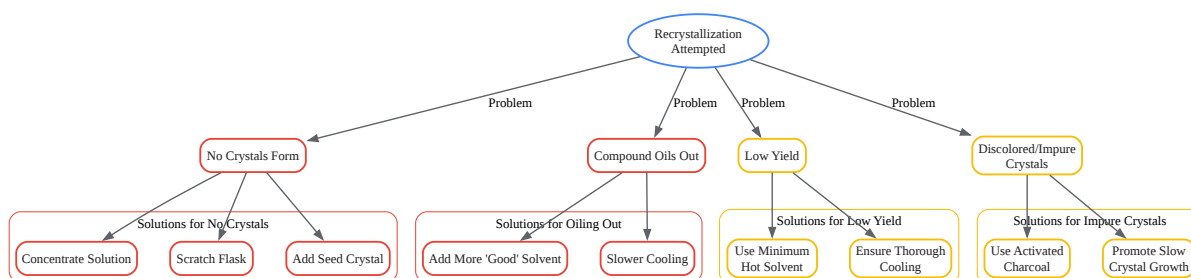 Recrystallization
Attempted
Problem
Problem
Problem
Problem
No Crystals Form
Compound Oils Out
Low Yield
Discolored/Impure
Crystals
Solutions for No Crystals
Solutions for Oiling Out
Solutions for Low Yield
Solutions for Impure Crystals
Concentrate Solution
Scratch Flask
Add Seed Crystal
Add More 'Good' Solvent
Slower Cooling
Use Minimum
Hot Solvent
Ensure Thorough
Cooling
Use Activated
Charcoal
Promote Slow
Crystal Growth